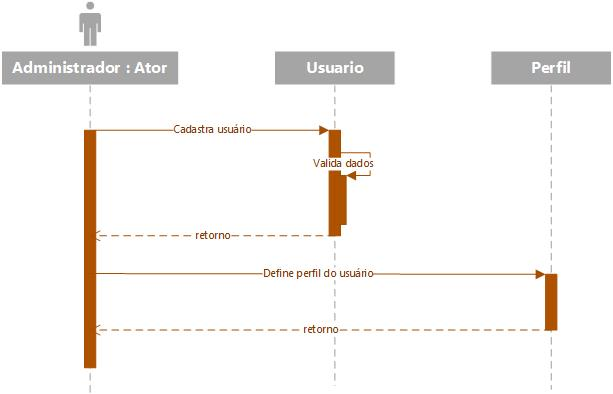 Administrador : Ator
Usuario
Perfil
Cadastra usuário
Valida dados
retorno
Define perfil do usuário
retorno